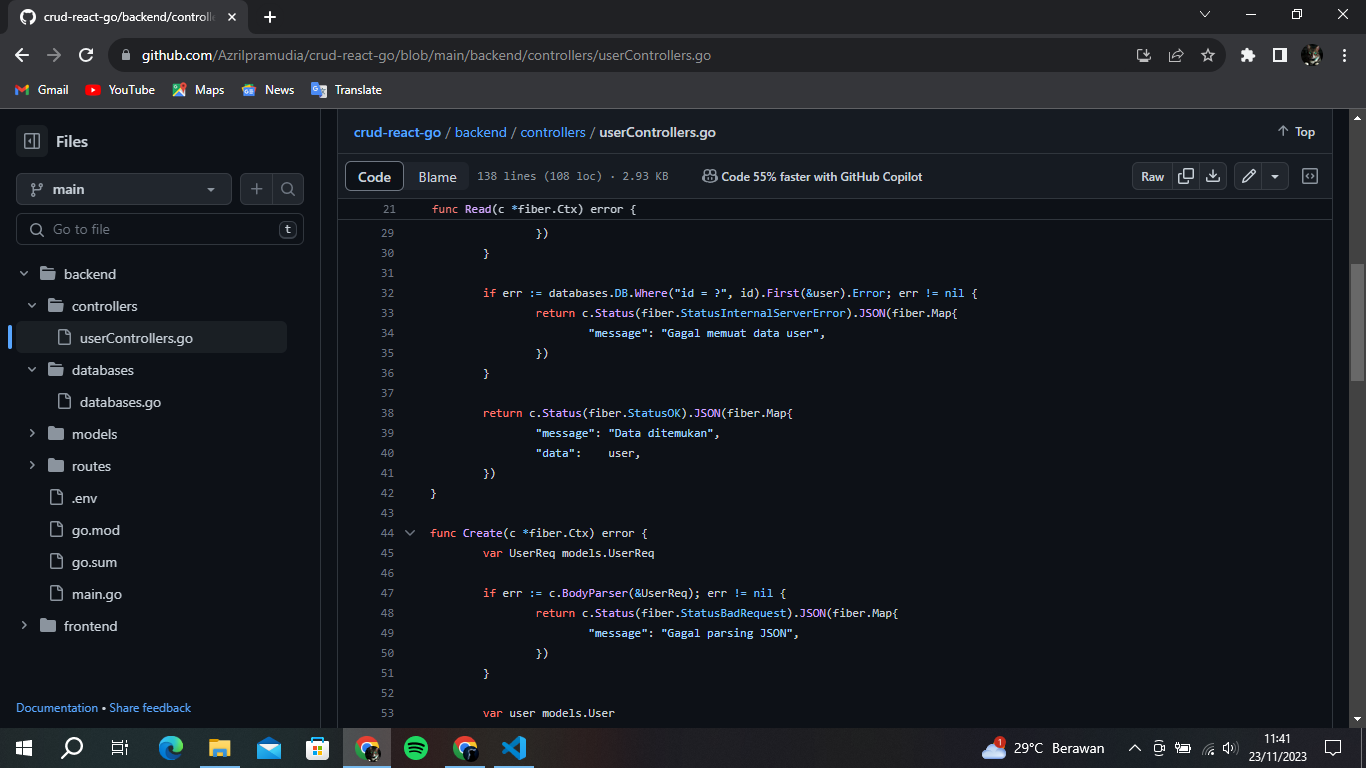 crud-react-go/backend/controlle
github.com/Azrilpramudia/crud-react-go/blob/main/backend/controllers/userControllers.go
Gmail YouTube Maps News Translate
Files
main
Go to file t
backend
controllers
userControllers.go
databases
databases.go
models
routes
.env
go.mod
go.sum
main.go
frontend
Documentation • Share feedback
crud-react-go / backend / controllers / userControllers.go Top
Code Blame 138 lines (108 loc) · 2.93 KB Code 55% faster with GitHub Copilot Raw
21 func Read(c *fiber.Ctx) error {
29 })
30 }
31
32 if err := databases.DB.Where("id = ?", id).First(&user).Error; err != nil {
33 return c.Status(fiber.StatusInternalServerError).JSON(fiber.Map{
34 "message": "Gagal memuat data user",
35 })
36 }
37
38 return c.Status(fiber.StatusOK).JSON(fiber.Map{
39 "message": "Data ditemukan",
40 "data": user,
41 })
42 }
43
44 func Create(c *fiber.Ctx) error {
45 var UserReq models.UserReq
46
47 if err := c.BodyParser(&UserReq); err != nil {
48 return c.Status(fiber.StatusBadRequest).JSON(fiber.Map{
49 "message": "Gagal parsing JSON",
50 })
51 }
52
53 var user models.User
1 29°C Berawan
11:41
23/11/2023